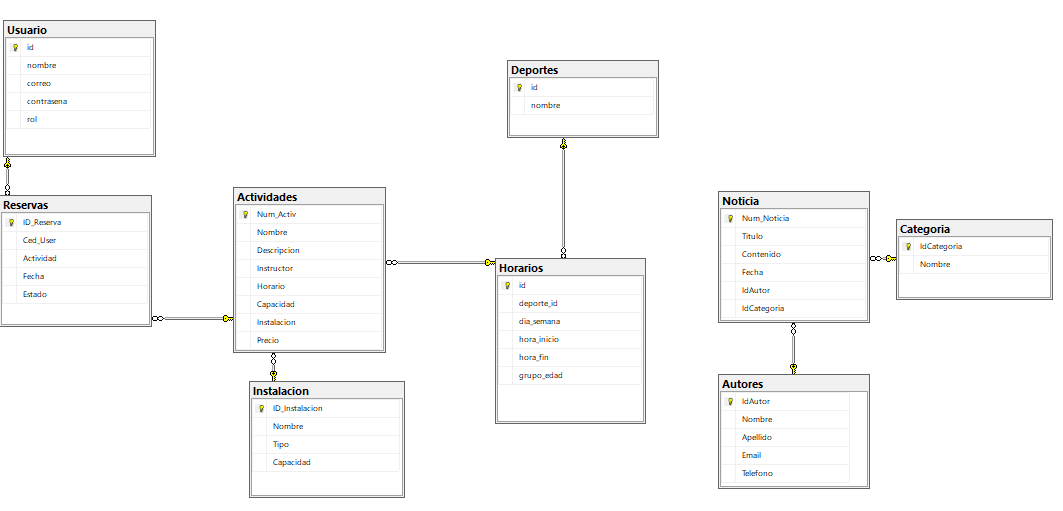 Usuario
id
nombre
correo
contrasena
rol
Reservas
ID_Reserva
Ced_User
Actividad
Fecha
Estado
Actividades
Num_Activ
Nombre
Descripcion
Instructor
Horario
Capacidad
Instalacion
Precio
Instalacion
ID_Instalacion
Nombre
Tipo
Capacidad
Deportes
id
nombre
Horarios
id
deporte_id
dia_semana
hora_inicio
hora_fin
grupo_edad
Noticia
Num_Noticia
Titulo
Contenido
Fecha
IdAutor
IdCategoria
Categoria
IdCategoria
Nombre
Autores
IdAutor
Nombre
Apellido
Email
Telefono